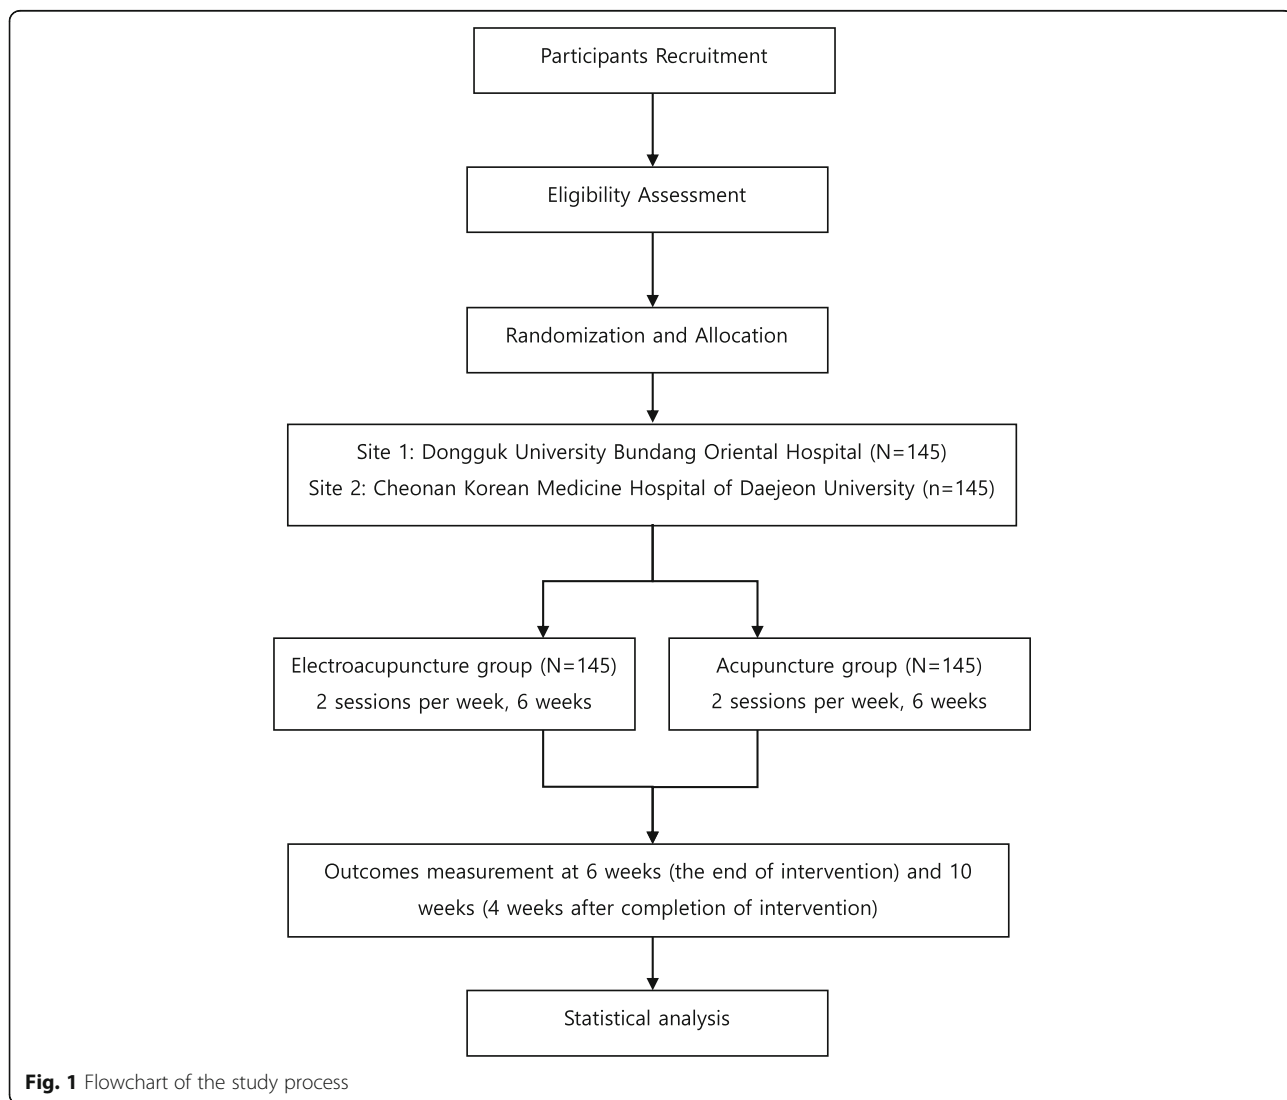 Participants Recruitment
Eligibility Assessment
Randomization and Allocation
Site 1: Dongguk University Bundang Oriental Hospital (N=145)
Site 2: Cheonan Korean Medicine Hospital of Daejeon University (n=145)
Electroacupuncture group (N=145)
2 sessions per week, 6 weeks
Acupuncture group (N=145)
2 sessions per week, 6 weeks
Outcomes measurement at 6 weeks (the end of intervention) and 10
weeks (4 weeks after completion of intervention)
Statistical analysis
Fig. 1 Flowchart of the study process